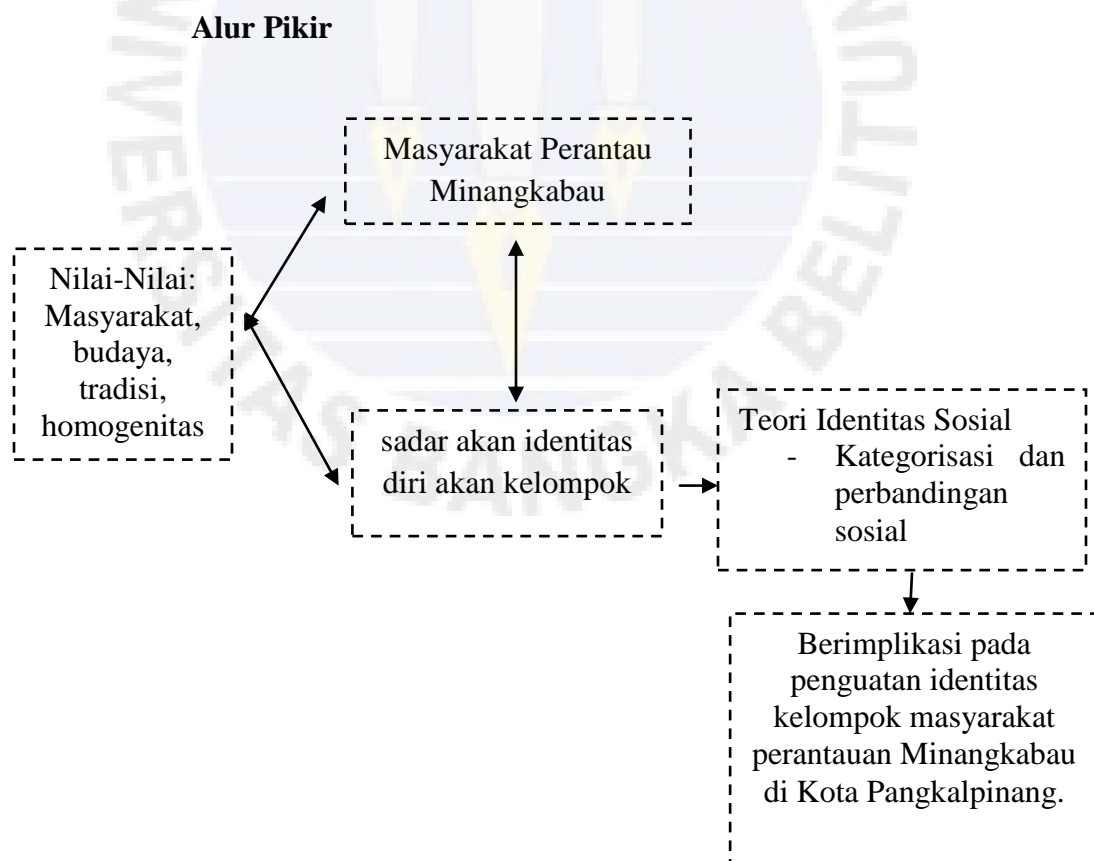 Alur Pikir
Masyarakat Perantau
Minangkabau
Nilai-Nilai:
Masyarakat,
budaya,
tradisi,
homogenitas
sadar akan identitas
diri akan kelompok
Teori Identitas Sosial
- Kategorisasi dan
perbandingan
sosial
Berimplikasi pada
penguatan identitas
kelompok masyarakat
perantauan Minangkabau
di Kota Pangkalpinang.